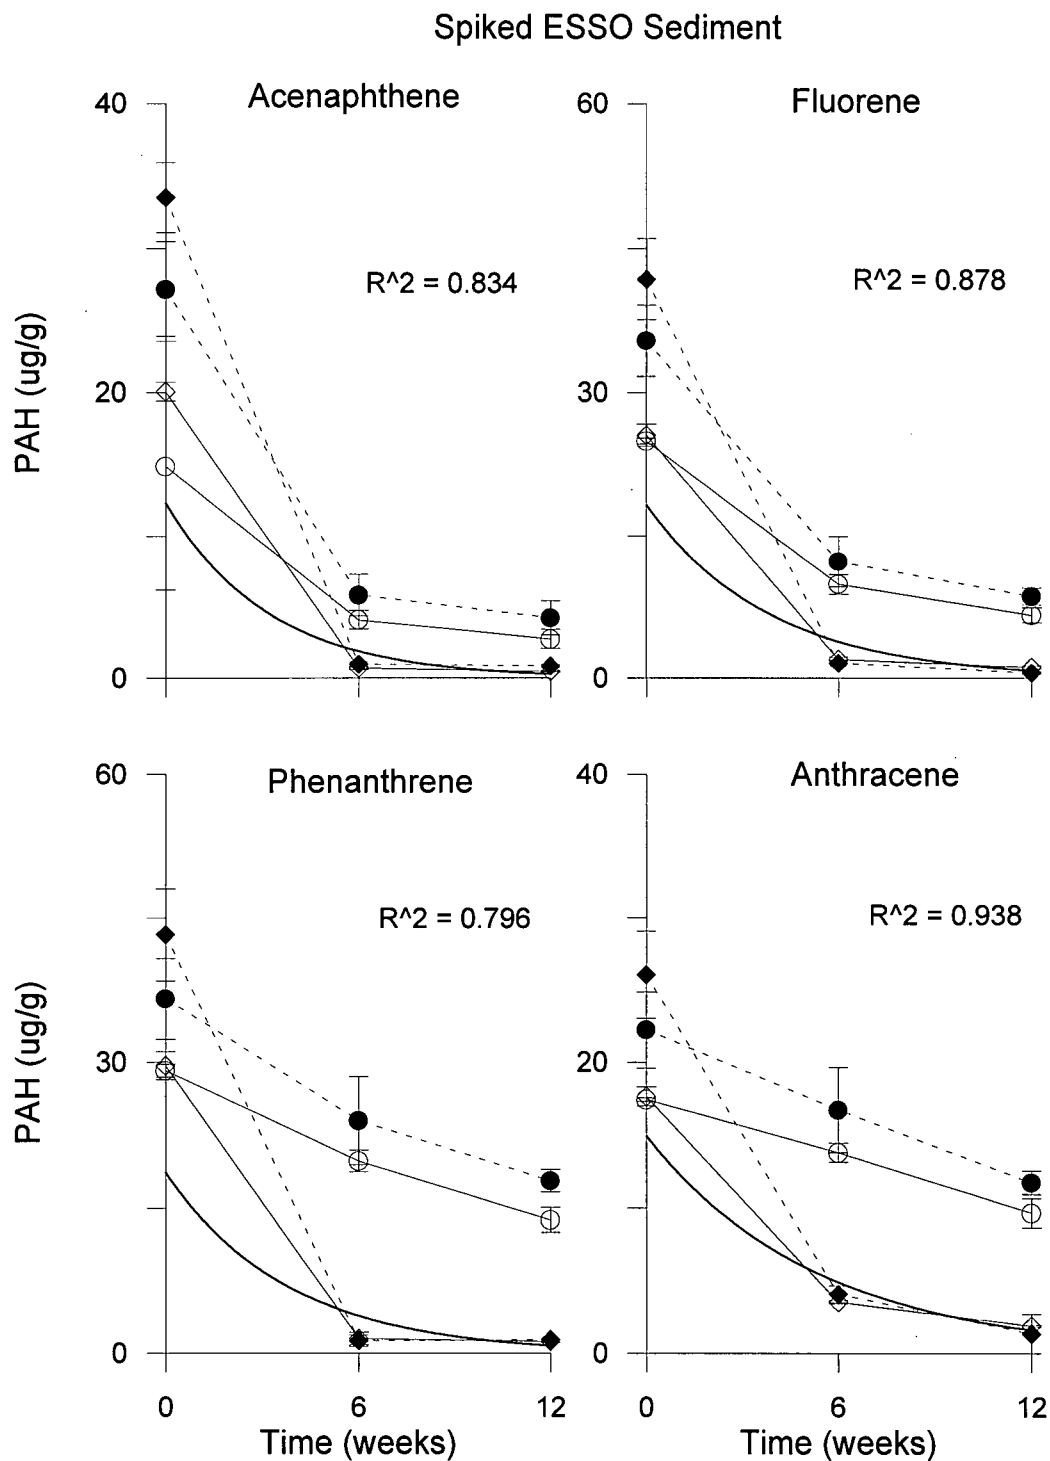 Spiked ESSO Sediment
Acenaphthene
40
20
0
PAH (ug/g)
R^2 = 0.834
Fluorene
60
30
0
R^2 = 0.878
Phenanthrene
60
30
0
PAH (ug/g)
R^2 = 0.796
0 6 12
Time (weeks)
Anthracene
40
20
0
R^2 = 0.938
0 6 12
Time (weeks)